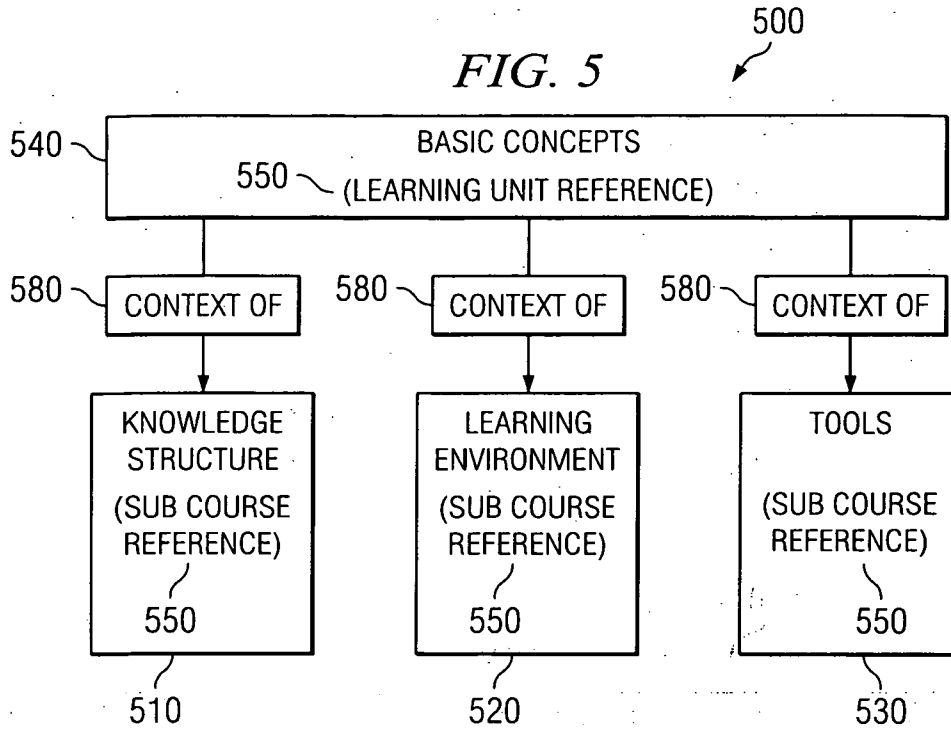 500
FIG. 5
540
BASIC CONCEPTS
550 (LEARNING UNIT REFERENCE)
580 CONTEXT OF 580 CONTEXT OF 580 CONTEXT OF
KNOWLEDGE
STRUCTURE
(SUB COURSE
REFERENCE)
550
510
LEARNING
ENVIRONMENT
(SUB COURSE
REFERENCE)
550
520
TOOLS
(SUB COURSE
REFERENCE)
550
530